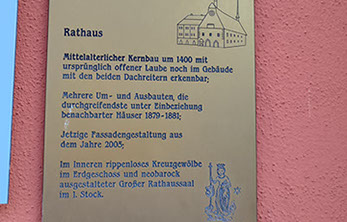 Rathaus
Mittelalterlicher Kernbau um 1400 mit
ursprünglich offener Laube noch im Gebäude
mit den beiden Dachreitern erkennbar;
Mehrere Um- und Ausbauten, die
durchgreifendste unter Einbeziehung
benachbarter Häuser 1879-1881;
Jetzige Fassadengestaltung aus
dem Jahre 2005;
Im Inneren rippenloses Kreuzgewölbe
im Erdgeschoss und neobarock
ausgestalteter Großer Rathaussaal
im 1. Stock.